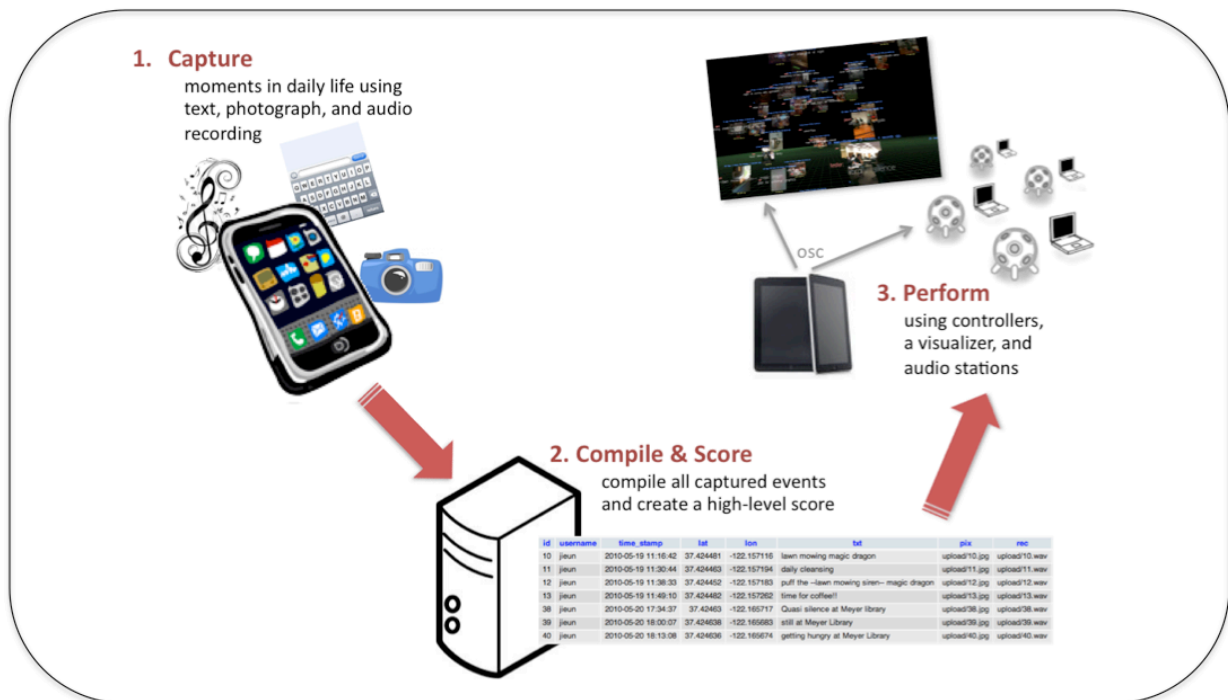 1. Capture
moments in daily life using
text, photograph, and audio
recording
osc
3. Perform
using controllers,
a visualizer, and
audio stations
2. Compile & Score
compile all captured events
and create a high-level score
id username time_stamp lat lon txt pix rec
10 jieun 2010-05-19 11:16:42 37.424481 -122.157116 lawn mowing magic dragon upload/10.jpg upload/10.wav
11 jieun 2010-05-19 11:30:44 37.424463 -122.157194 daily cleansing upload/11.jpg upload/11.wav
12 jieun 2010-05-19 11:38:33 37.424452 -122.157183 puff the --lawn mowing siren-- magic dragon upload/12.jpg upload/12.wav
13 jieun 2010-05-19 11:49:10 37.424482 -122.157262 time for coffee!! upload/13.jpg upload/13.wav
38 jieun 2010-05-20 17:34:37 37.42463 -122.165717 Quasi silence at Meyer library upload/38.jpg upload/38.wav
39 jieun 2010-05-20 18:00:07 37.424638 -122.165683 still at Meyer Library upload/39.jpg upload/39.wav
40 jieun 2010-05-20 18:13:08 37.424636 -122.165674 getting hungry at Meyer Library upload/40.jpg upload/40.wav